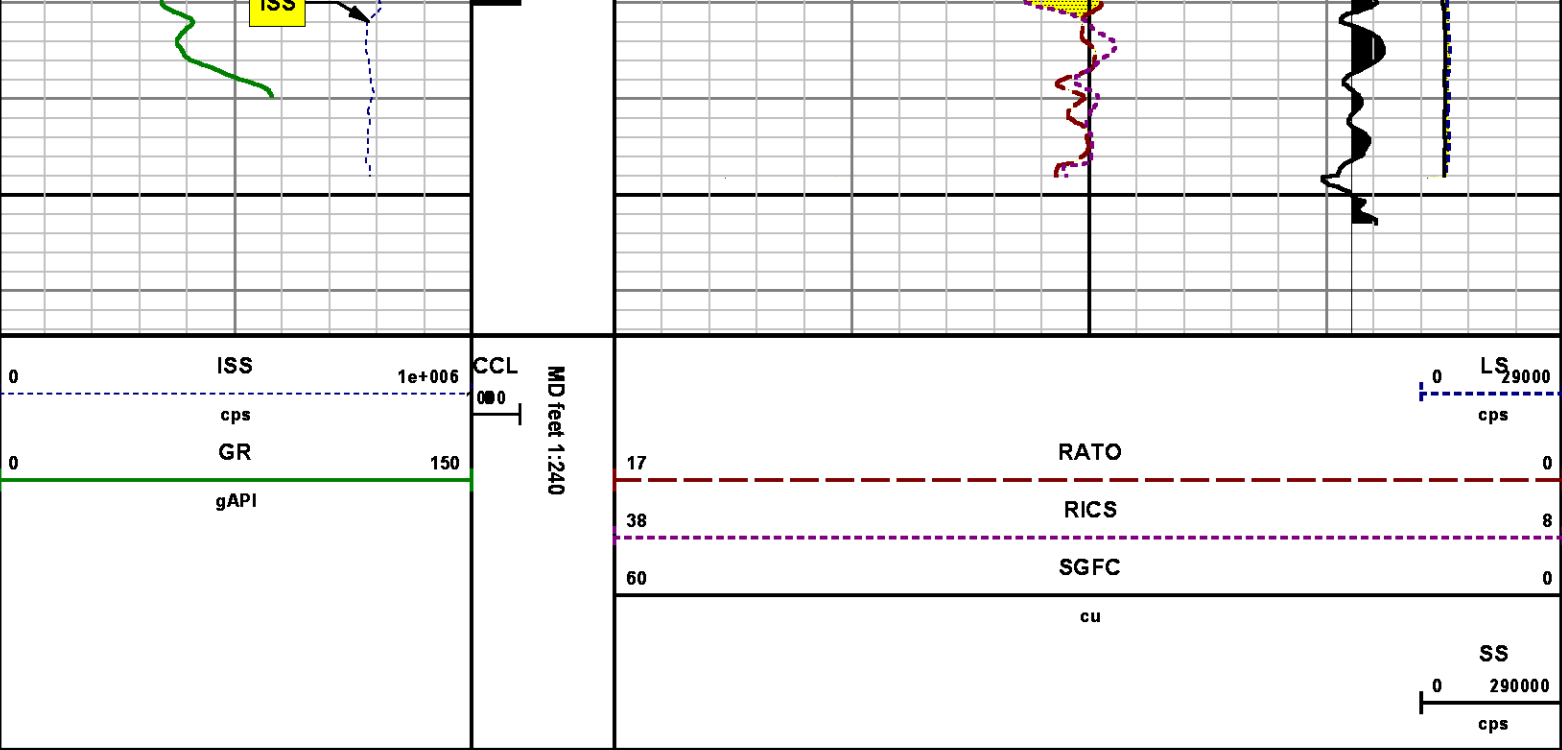 ISS
ISS
0 1e+006
cps
GR
0 150
gAPI
CCL
MD feet 1:240
LS
0 29000
cps
RATO
17 0
RICS
38 8
SGFC
60 0
cu
SS
0 290000
cps